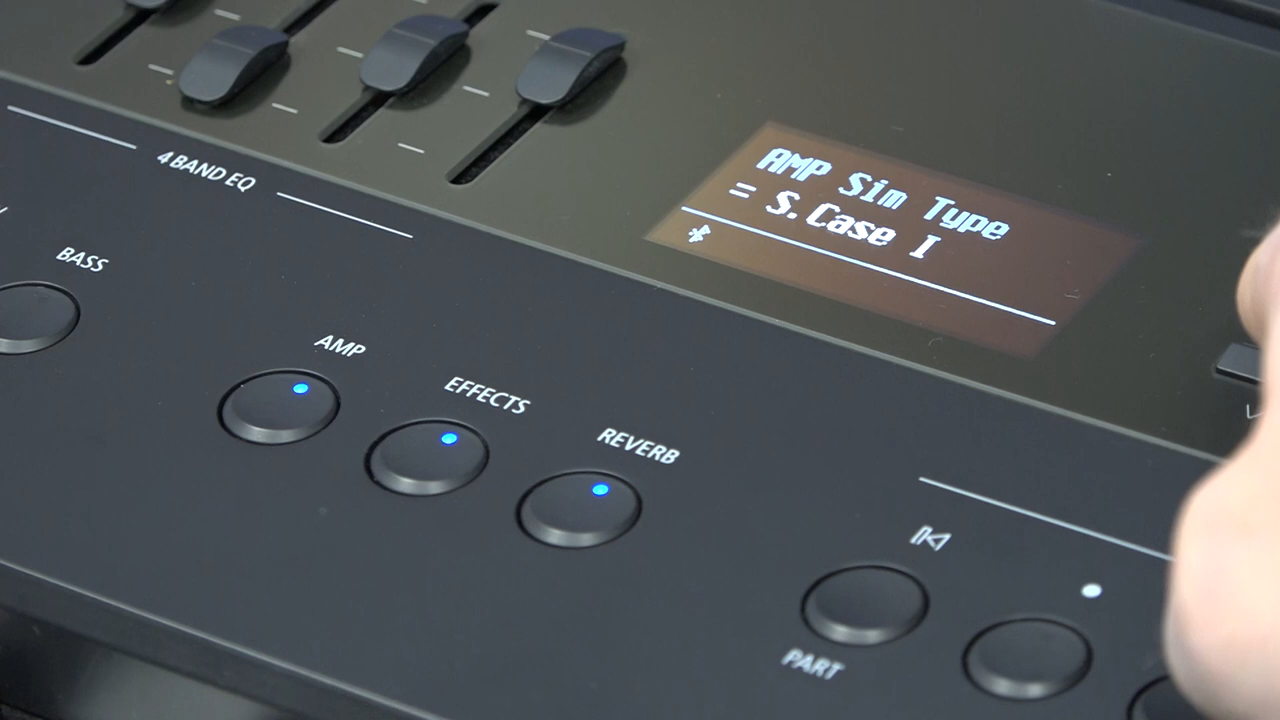 4 BAND EQ
AMP Sim Type
= S.Case I
BASS
AMP
EFFECTS
REVERB
PART